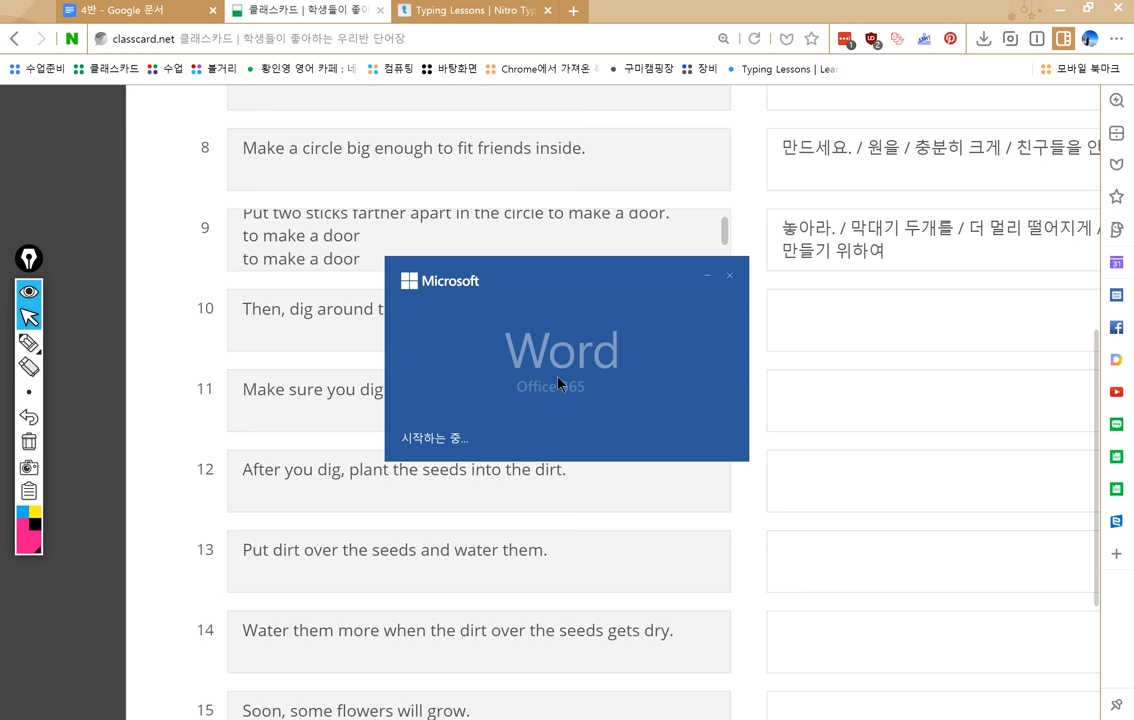 4반 - Google 문서
클래스카드 | 학생들이 좋아
Typing Lessons | Nitro Typ
N
classcard.net 클래스카드 | 학생들이 좋아하는 우리반 단어장
1
2
수업준비
클래스카드
수업
볼거리
황인영 영어 카페 : 네
컴퓨팅
바탕화면
Chrome에서 가져온
구미캠핑장
장비
Typing Lessons | Lear
모바일 북마크
8
Make a circle big enough to fit friends inside.
만드세요. / 원을 / 충분히 크게 / 친구들을 안
9
Put two sticks farther apart in the circle to make a door.
to make a door
to make a door
놓아라. / 막대기 두개를 / 더 멀리 떨어지게 /
만들기 위하여
10
Then, dig around t
11
Make sure you dig
Microsoft
Word
Office 365
시작하는 중...
12
After you dig, plant the seeds into the dirt.
13
Put dirt over the seeds and water them.
14
Water them more when the dirt over the seeds gets dry.
15
Soon, some flowers will grow.
31